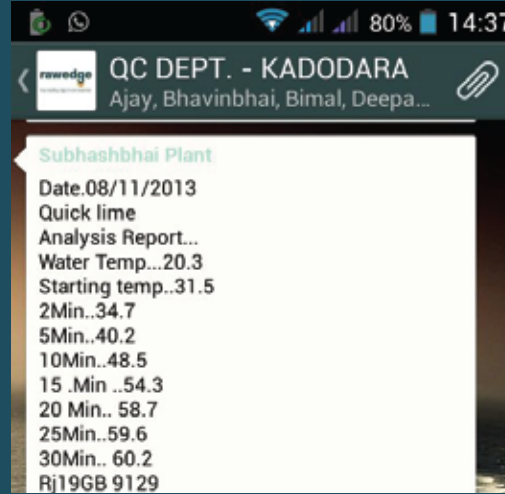 80% 14:37
rawedge
QC DEPT. - KADODARA
Ajay, Bhavinbhai, Bimal, Deepa...
Subhashbhai Plant
Date.08/11/2013
Quick lime
Analysis Report...
Water Temp...20.3
Starting temp..31.5
2Min..34.7
5Min..40.2
10Min..48.5
15 .Min ..54.3
20 Min.. 58.7
25Min..59.6
30Min.. 60.2
Rj19GB 9129